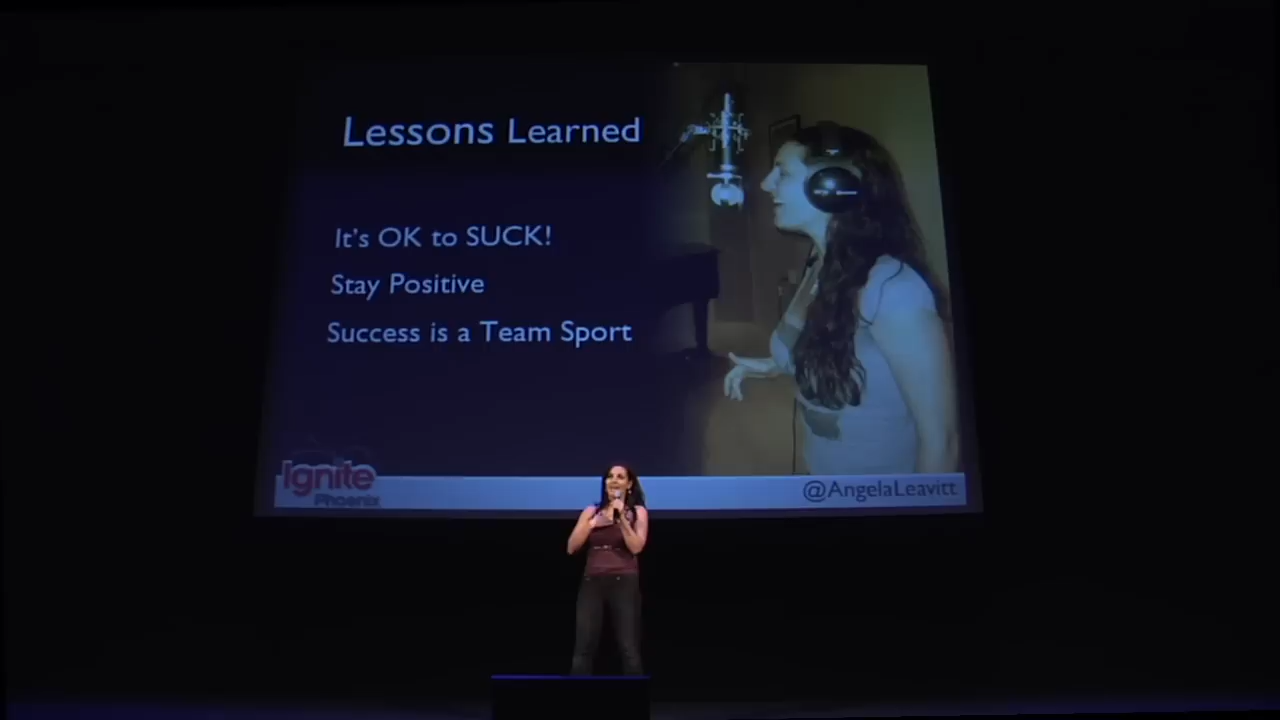 Lessons Learned
It's OK to SUCK!
Stay Positive
Success is a Team Sport
Ignite
Phoenix
@AngelaLeavitt